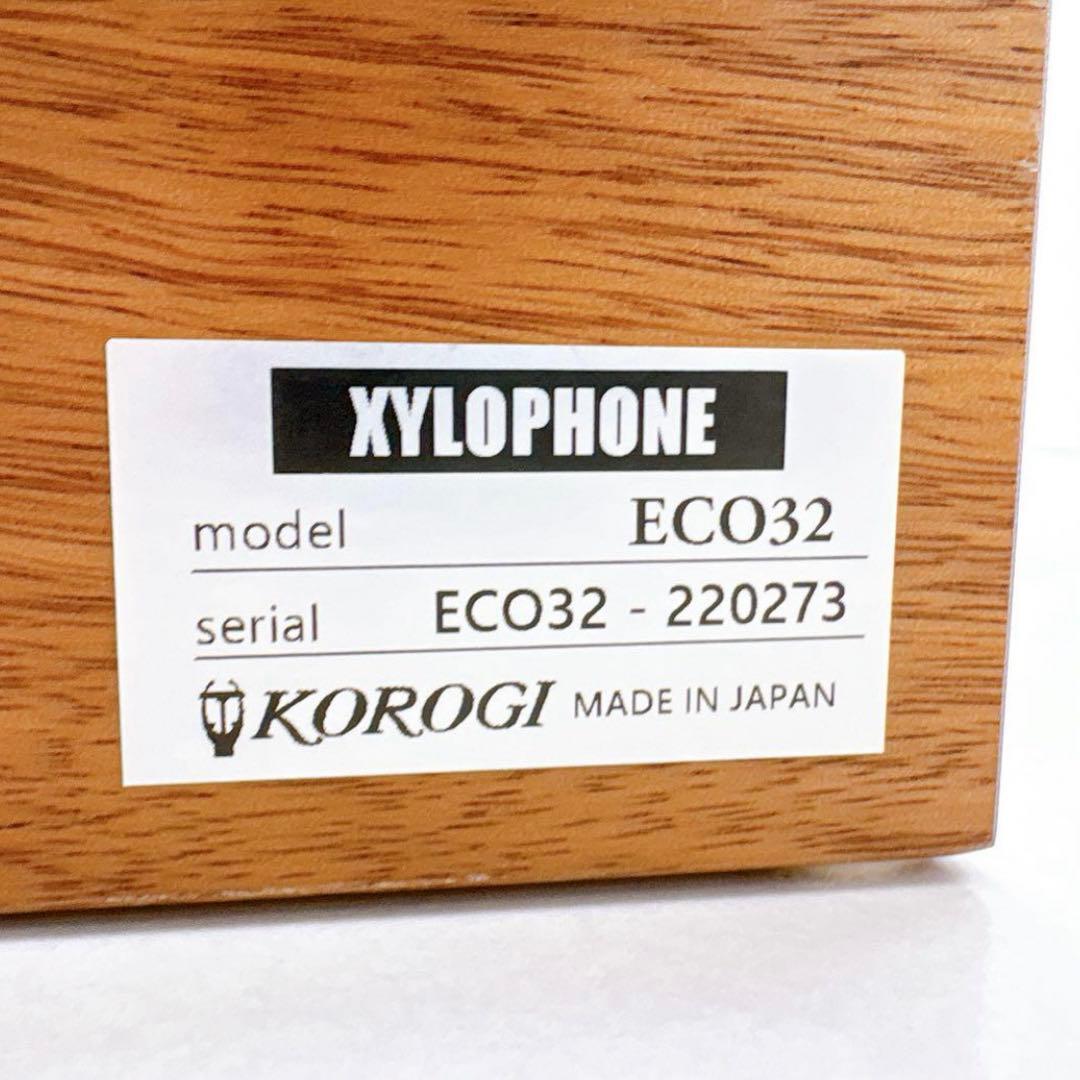 XYLOPHONE
model ECO32
serial ECO32 - 220273
KOROGI MADE IN JAPAN